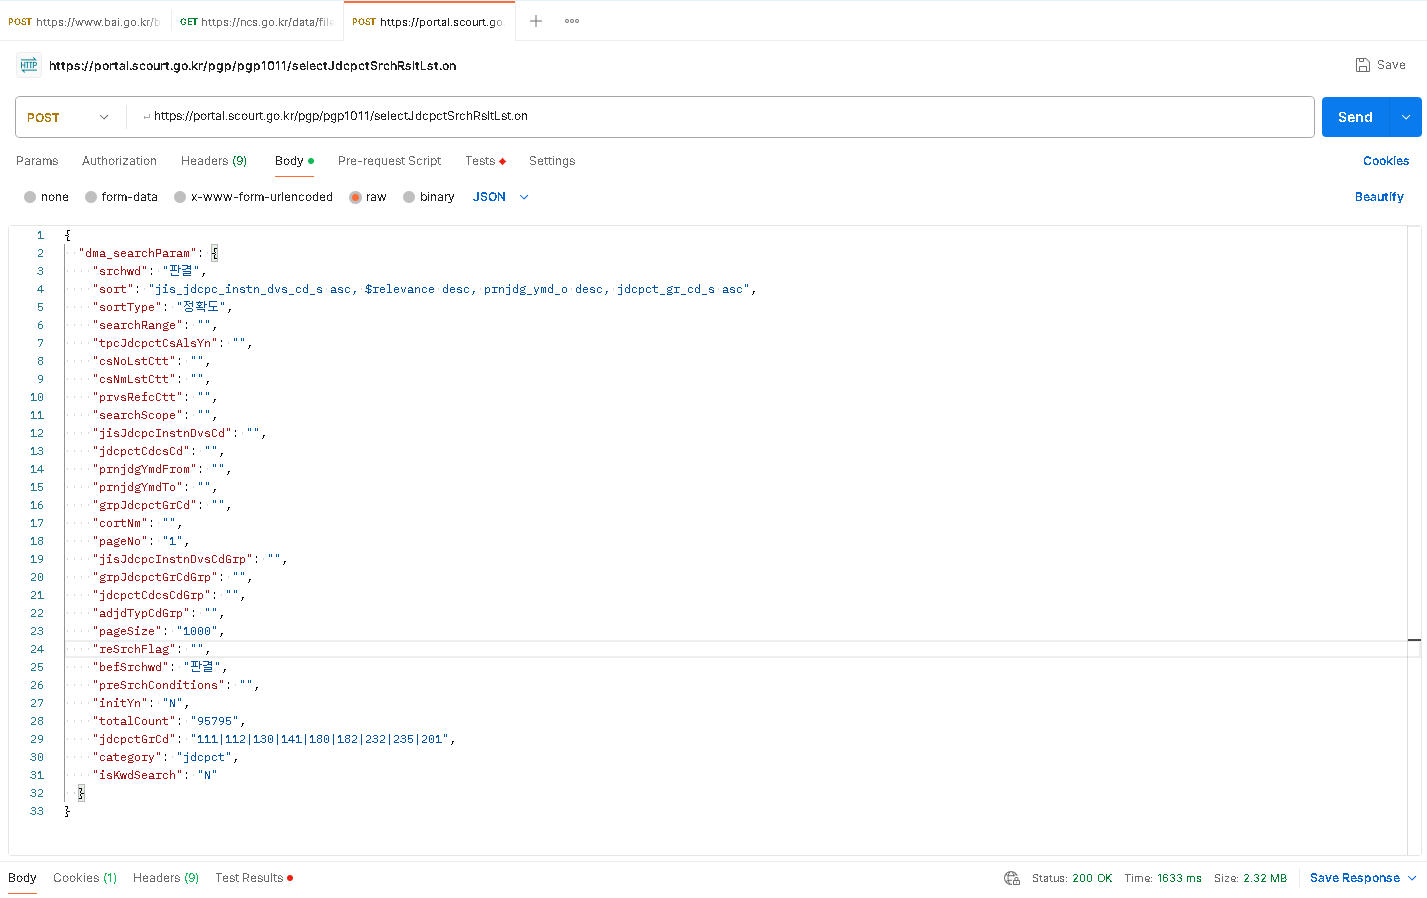 POST https://www.bai.go.kr/b
GET https://ncs.go.kr/data/file
POST https://portal.scourt.go.
HTTP https://portal.scourt.go.kr/pgp/pgp1011/selectJdcpctSrchRsltLst.on
Save
POST
https://portal.scourt.go.kr/pgp/pgp1011/selectJdcpctSrchRsltLst.on
Send
Params Authorization Headers (9) Body Pre-request Script Tests Settings Cookies
none form-data x-www-form-urlencoded raw binary JSON Beautify
1 {
2 "dma_searchParam": {
3 "srchwd": "판결",
4 "sort": "jis_jdcpc_instn_dvs_cd_s asc, $relevance desc, prnjdg_ymd_o desc, jdcpct_gr_cd_s asc",
5 "sortType": "정확도",
6 "searchRange": "",
7 "tpcJdcpctCsAlsYn": "",
8 "csNoLstCtt": "",
9 "csNmLstCtt": "",
10 "prvsRefcCtt": "",
11 "searchScope": "",
12 "jisJdcpcInstnDvsCd": "",
13 "jdcpctCdcsCd": "",
14 "prnjdgYmdFrom": "",
15 "prnjdgYmdTo": "",
16 "grpJdcpctGrCd": "",
17 "cortNm": "",
18 "pageNo": "1",
19 "jisJdcpcInstnDvsCdGrp": "",
20 "grpJdcpctGrCdGrp": "",
21 "jdcpctCdcsCdGrp": "",
22 "adjdTypCdGrp": "",
23 "pageSize": "1000",
24 "reSrchFlag": "",
25 "befSrchwd": "판결",
26 "preSrchConditions": "",
27 "initYn": "N",
28 "totalCount": "95795",
29 "jdcpctGrCd": "111|112|130|141|180|182|232|235|201",
30 "category": "jdcpct",
31 "isKwdSearch": "N"
32 }
33 }
Body Cookies (1) Headers (9) Test Results Status: 200 OK Time: 1633 ms Size: 2.32 MB Save Response